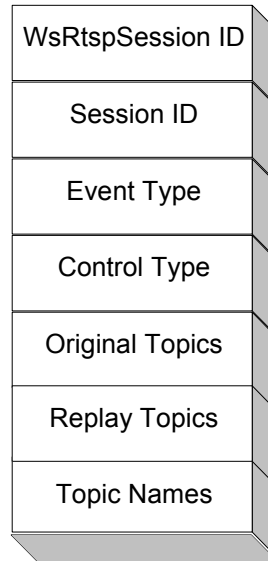 WsRtspSession ID
Session ID
Event Type
Control Type
Original Topics
Replay Topics
Topic Names